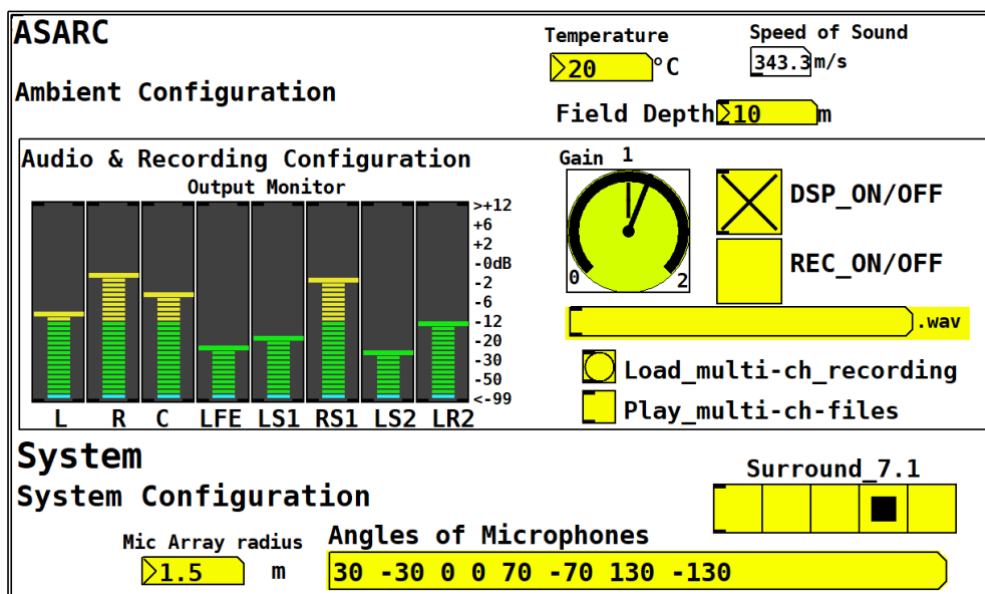 ASARC
Temperature
Speed of Sound
20 °C
343.3 m/s
Ambient Configuration
Field Depth 10 m
Audio & Recording Configuration
Output Monitor
>+12
+6
+2
-0dB
-2
-6
-12
-20
-30
-50
<-99
L R C LFE LS1 RS1 LS2 LR2
Gain 1
0 2
DSP_ON/OFF
REC_ON/OFF
.wav
Load_multi-ch_recording
Play_multi-ch-files
System
System Configuration
Surround_7.1
Mic Array radius
1.5 m
Angles of Microphones
30 -30 0 0 70 -70 130 -130